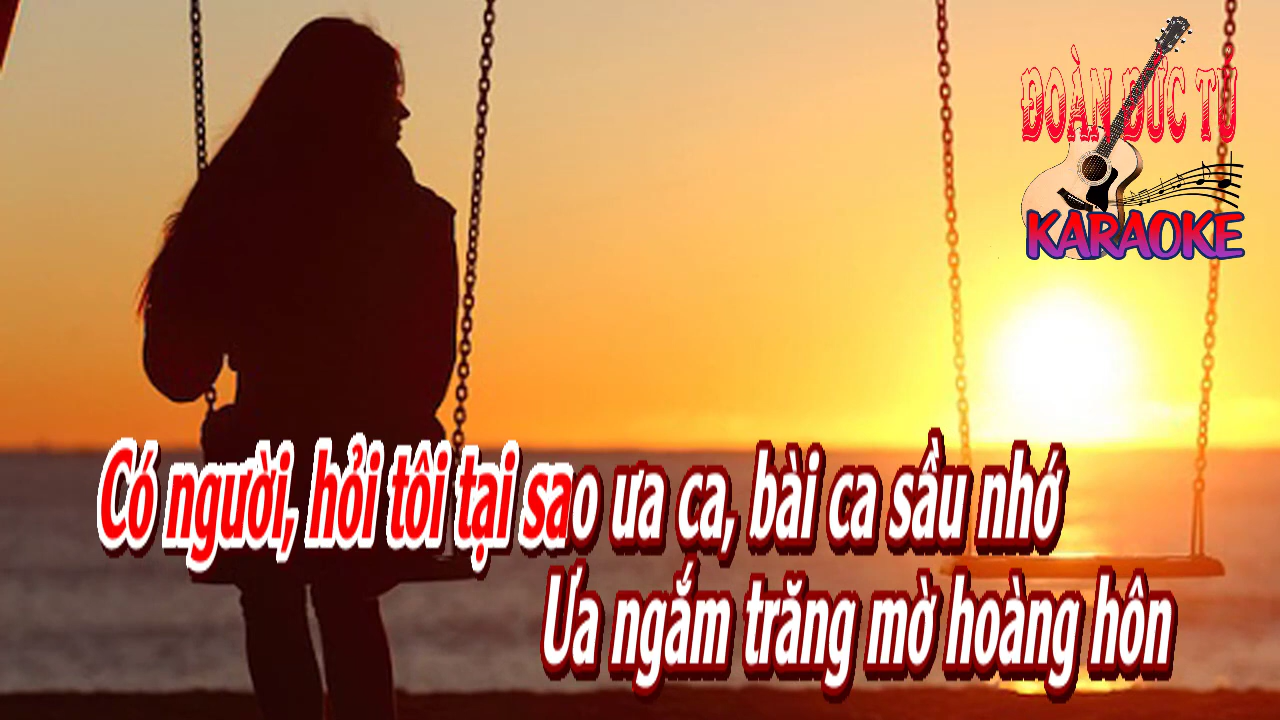 ĐOÀN ĐỨC TÚ
KARAOKE
Có người, hỏi tôi tại sao ưa ca, bài ca sầu nhớ
Ưa ngắm trăng mờ hoàng hôn